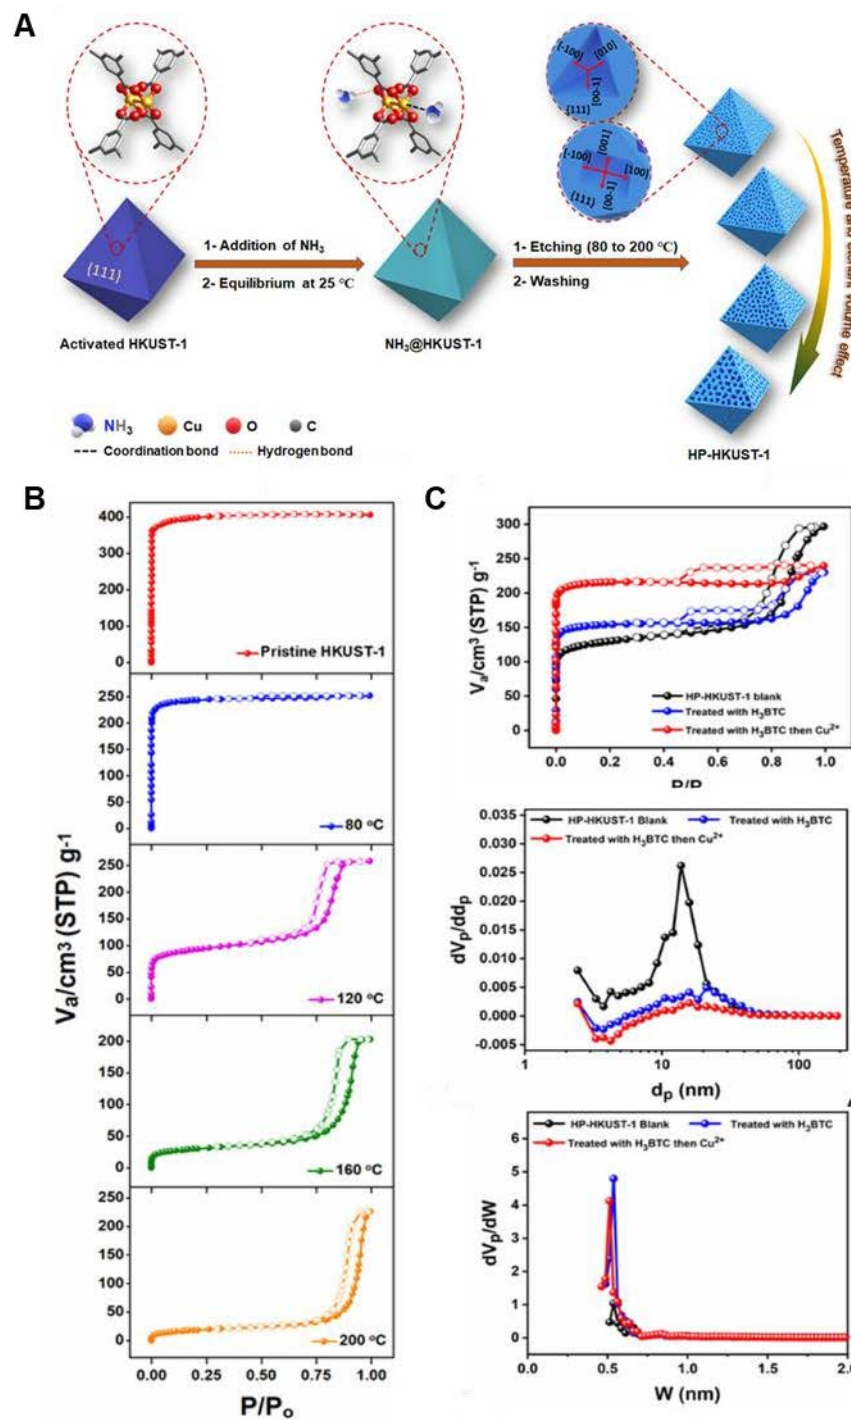 A
[-100]
[010]
[00-1]
{111}
[001]
[-100]
[100]
{111}
[00-1]
{111}
1- Addition of NH₃
2- Equilibrium at 25 °C
1- Etching (80 to 200 °C)
2- Washing
Temperature and etchant volume effect
Activated HKUST-1
NH₃@HKUST-1
HP-HKUST-1
NH₃
Cu
O
C
Coordination bond
Hydrogen bond
B
400
300
200
100
0
Pristine HKUST-1
250
200
150
100
50
0
80 °C
250
200
150
100
50
0
120 °C
200
150
100
50
0
160 °C
250
200
150
100
50
0
200 °C
0.00 0.25 0.50 0.75 1.00
Vₐ/cm³ (STP) g⁻¹
P/Pₒ
C
300
250
200
150
100
50
0
Vₐ/cm³ (STP) g⁻¹
HP-HKUST-1 blank
Treated with H₃BTC
Treated with H₃BTC then Cu²⁺
0.0 0.2 0.4 0.6 0.8 1.0
0.035
0.030
0.025
0.020
0.015
0.010
0.005
0.000
-0.005
dVₚ/ddₚ
HP-HKUST-1 Blank
Treated with H₃BTC
Treated with H₃BTC then Cu²⁺
1 10 100
dₚ (nm)
6
5
4
3
2
1
0
dVₚ/dW
HP-HKUST-1 Blank
Treated with H₃BTC
Treated with H₃BTC then Cu²⁺
0.0 0.5 1.0 1.5 2.0
W (nm)